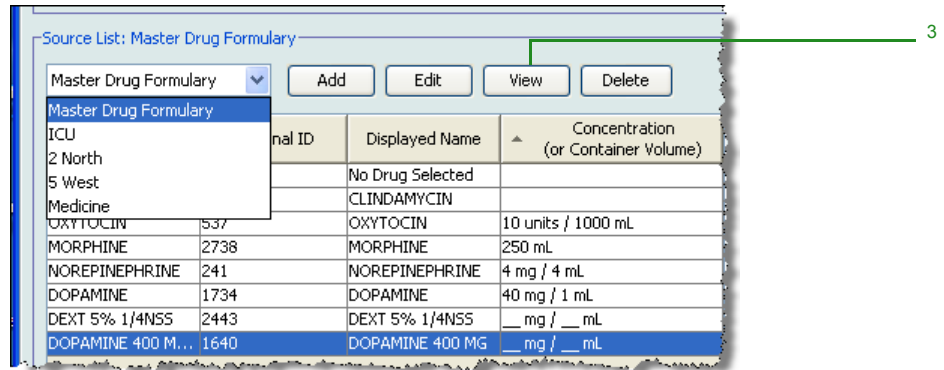 3
Source List: Master Drug Formulary
Master Drug Formulary Add Edit View Delete
Master Drug Formulary
ICU
2 North
5 West
Medicine
nal ID Displayed Name Concentration
(or Container Volume)
No Drug Selected
CLINDAMYCIN
OXYTOCIN 537 OXYTOCIN 10 units / 1000 mL
MORPHINE 2738 MORPHINE 250 mL
NOREPINEPHRINE 241 NOREPINEPHRINE 4 mg / 4 mL
DOPAMINE 1734 DOPAMINE 40 mg / 1 mL
DEXT 5% 1/4NSS 2443 DEXT 5% 1/4NSS __ mg / __ mL
DOPAMINE 400 M... 1640 DOPAMINE 400 MG __ mg / __ mL